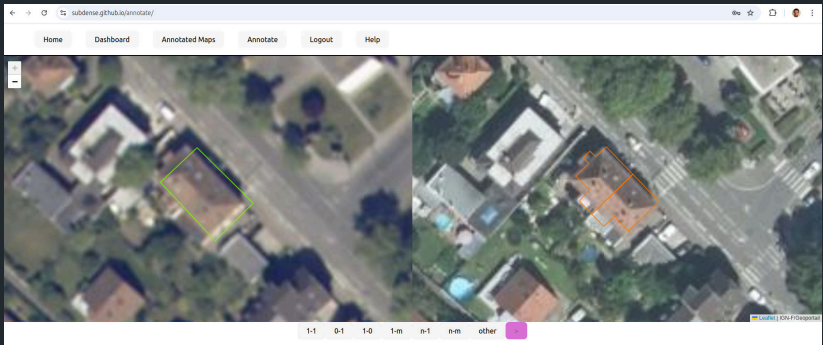 subdense.github.io/annotate/
Home Dashboard Annotated Maps Annotate Logout Help
+
−
Leaflet | IGN-F/Geoportail
1-1 0-1 1-0 1-m n-1 n-m other